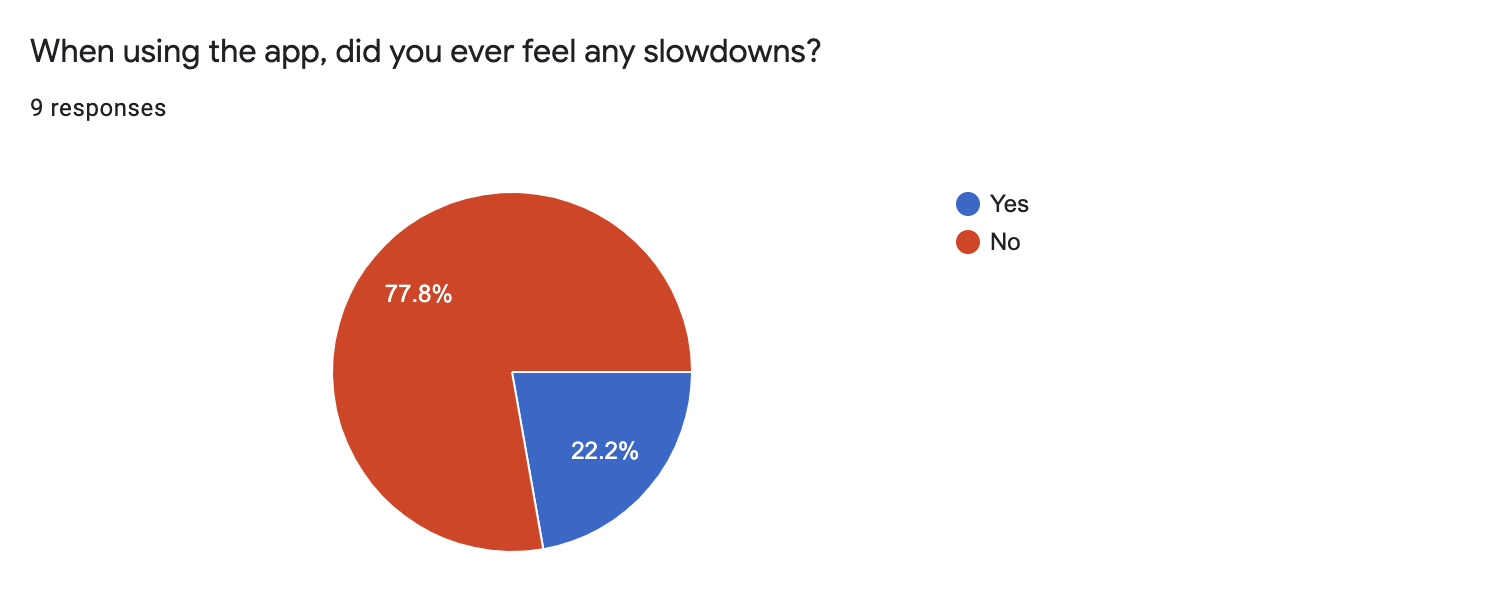 When using the app, did you ever feel any slowdowns?
9 responses
Yes
No
77.8%
22.2%